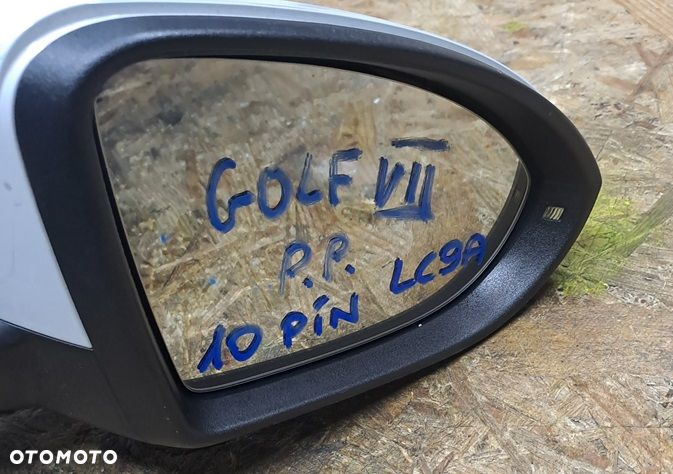 GOLF VII
P.P. LC9A
10 PIN
OTOMOTO